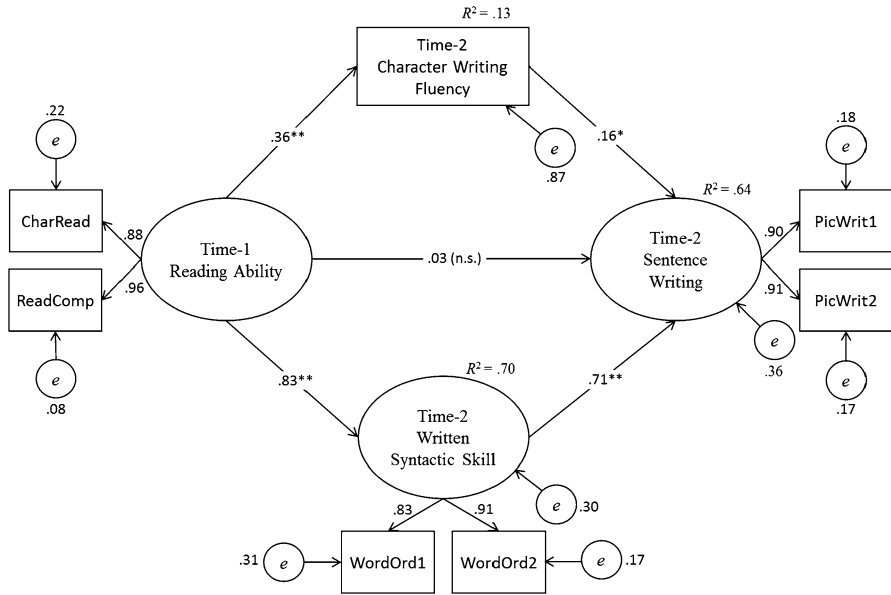 R² = .13
Time-2
Character Writing
Fluency
.22
e
.36**
e
.87
.16*
.18
e
R² = .64
CharRead
.88
Time-1
Reading Ability
.03 (n.s.)
Time-2
Sentence
Writing
.90
PicWrit1
ReadComp
.96
.91
PicWrit2
e
.08
e
.36
e
.17
.83**
R² = .70
.71**
Time-2
Written
Syntactic Skill
e
.30
.83
.91
.31
e
WordOrd1
WordOrd2
e
.17